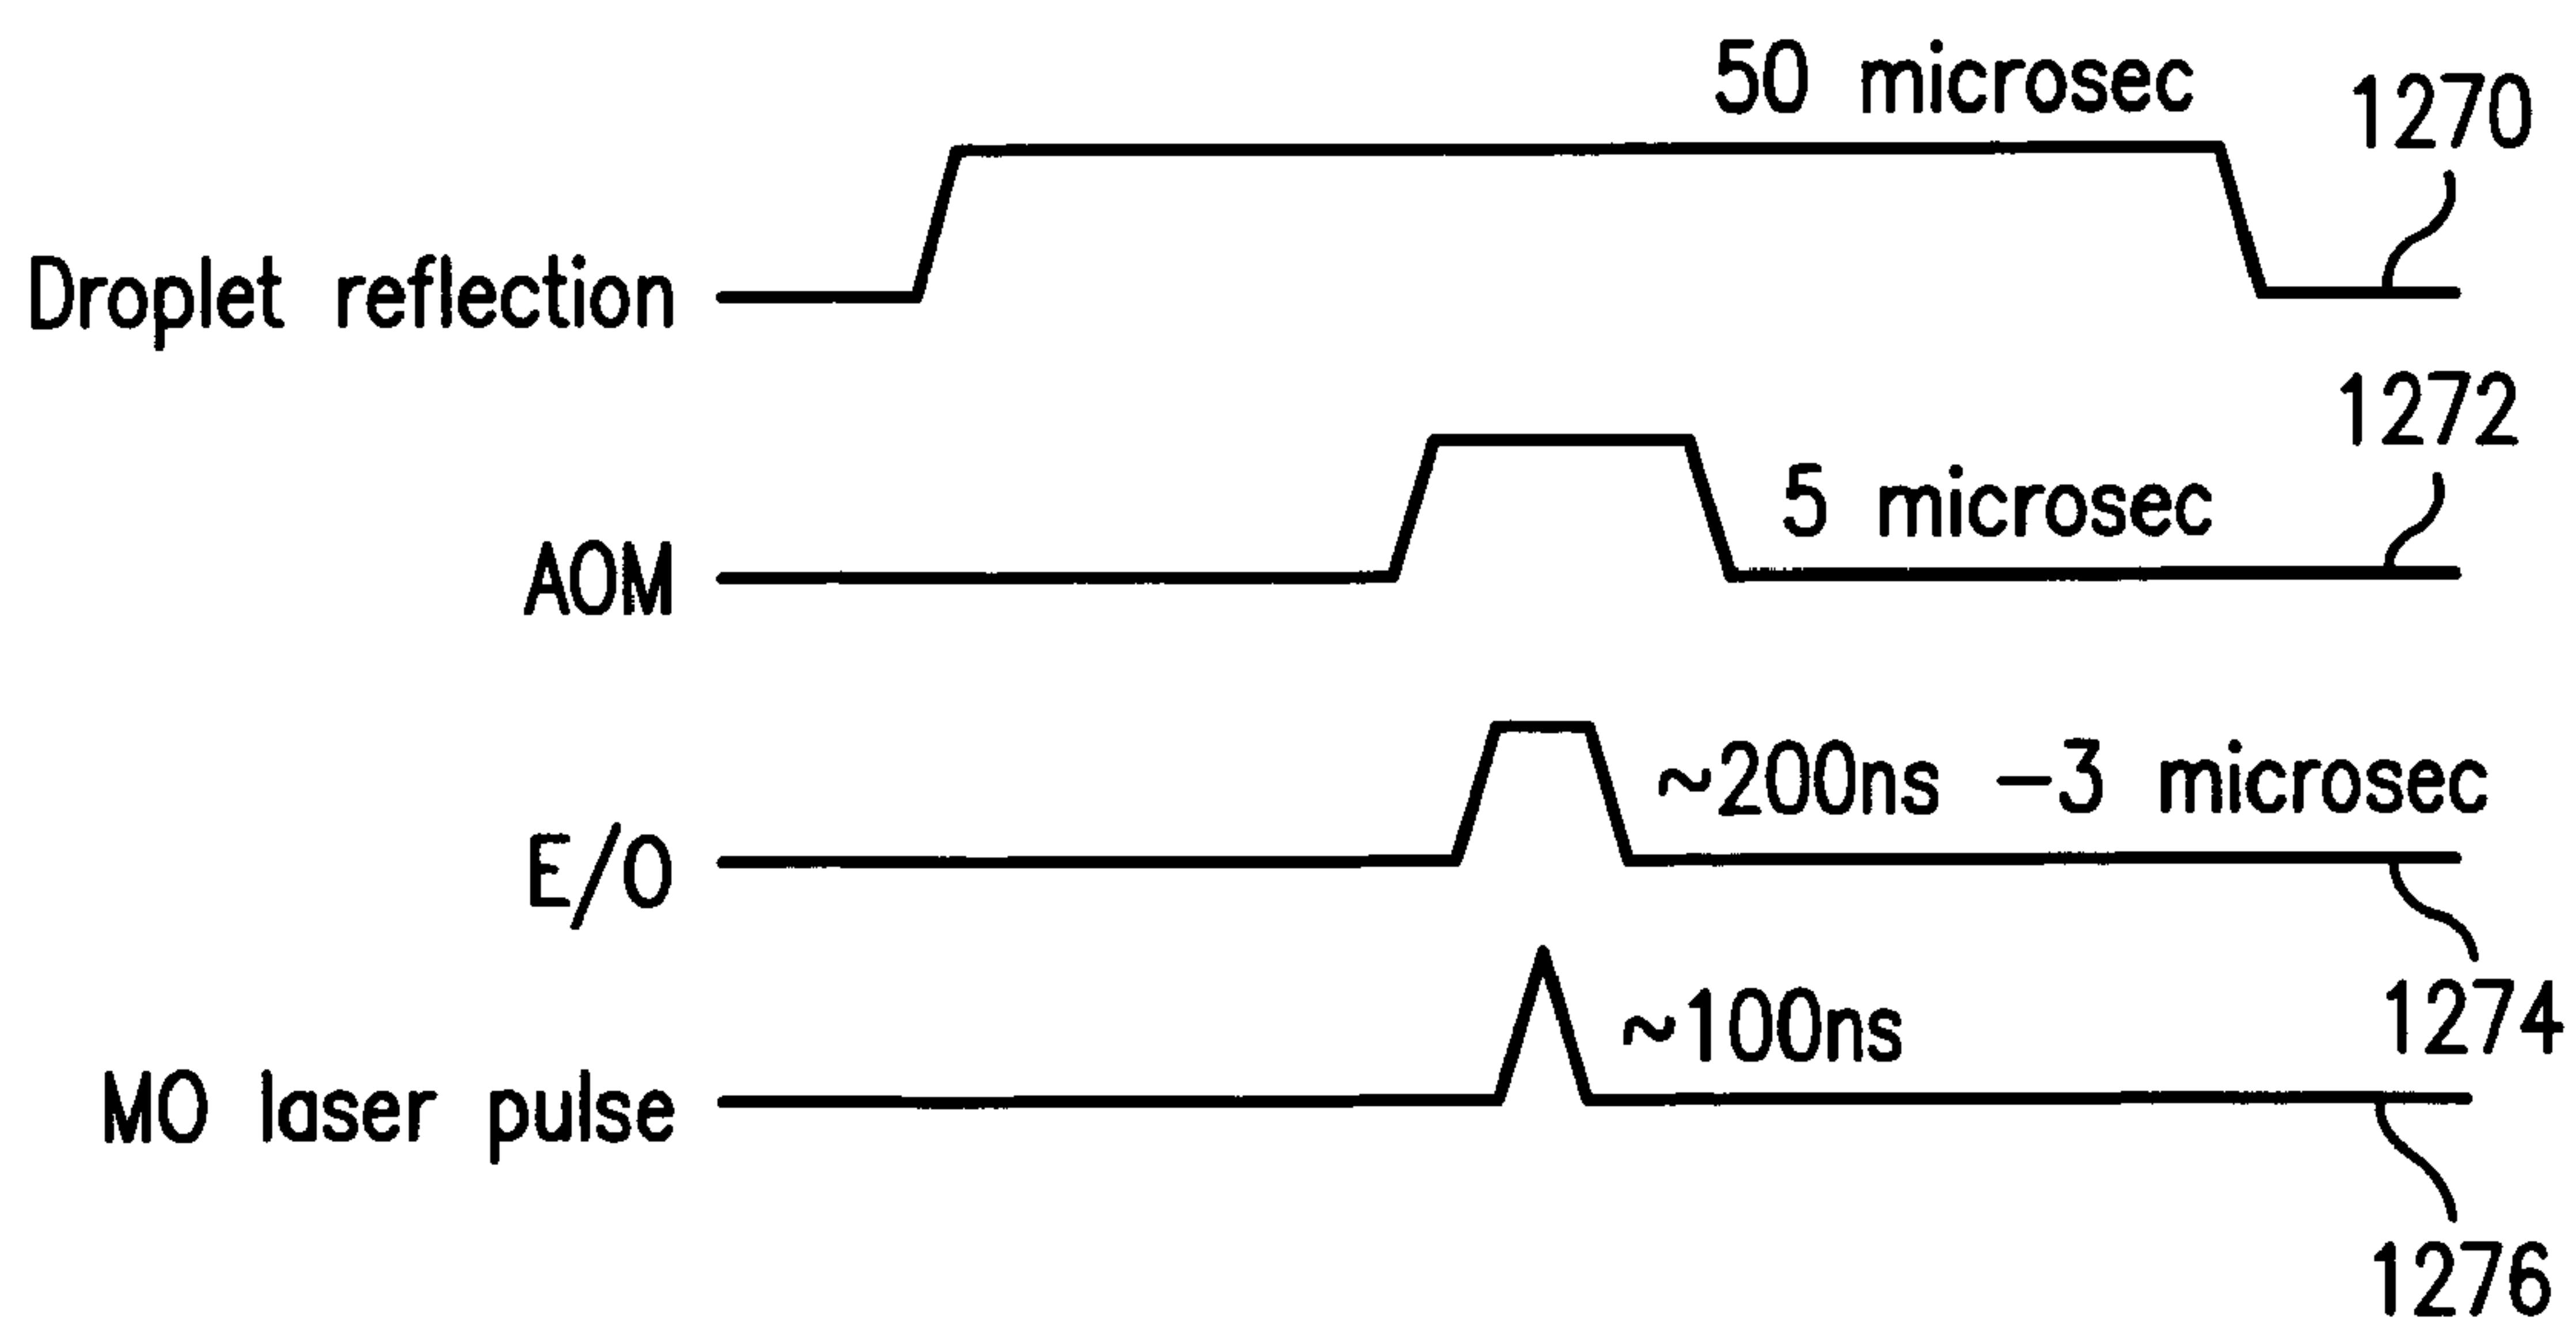 50 microsec
1270
Droplet reflection
1272
5 microsec
AOM
~200ns -3 microsec
E/O
1274
~100ns
MO laser pulse
1276